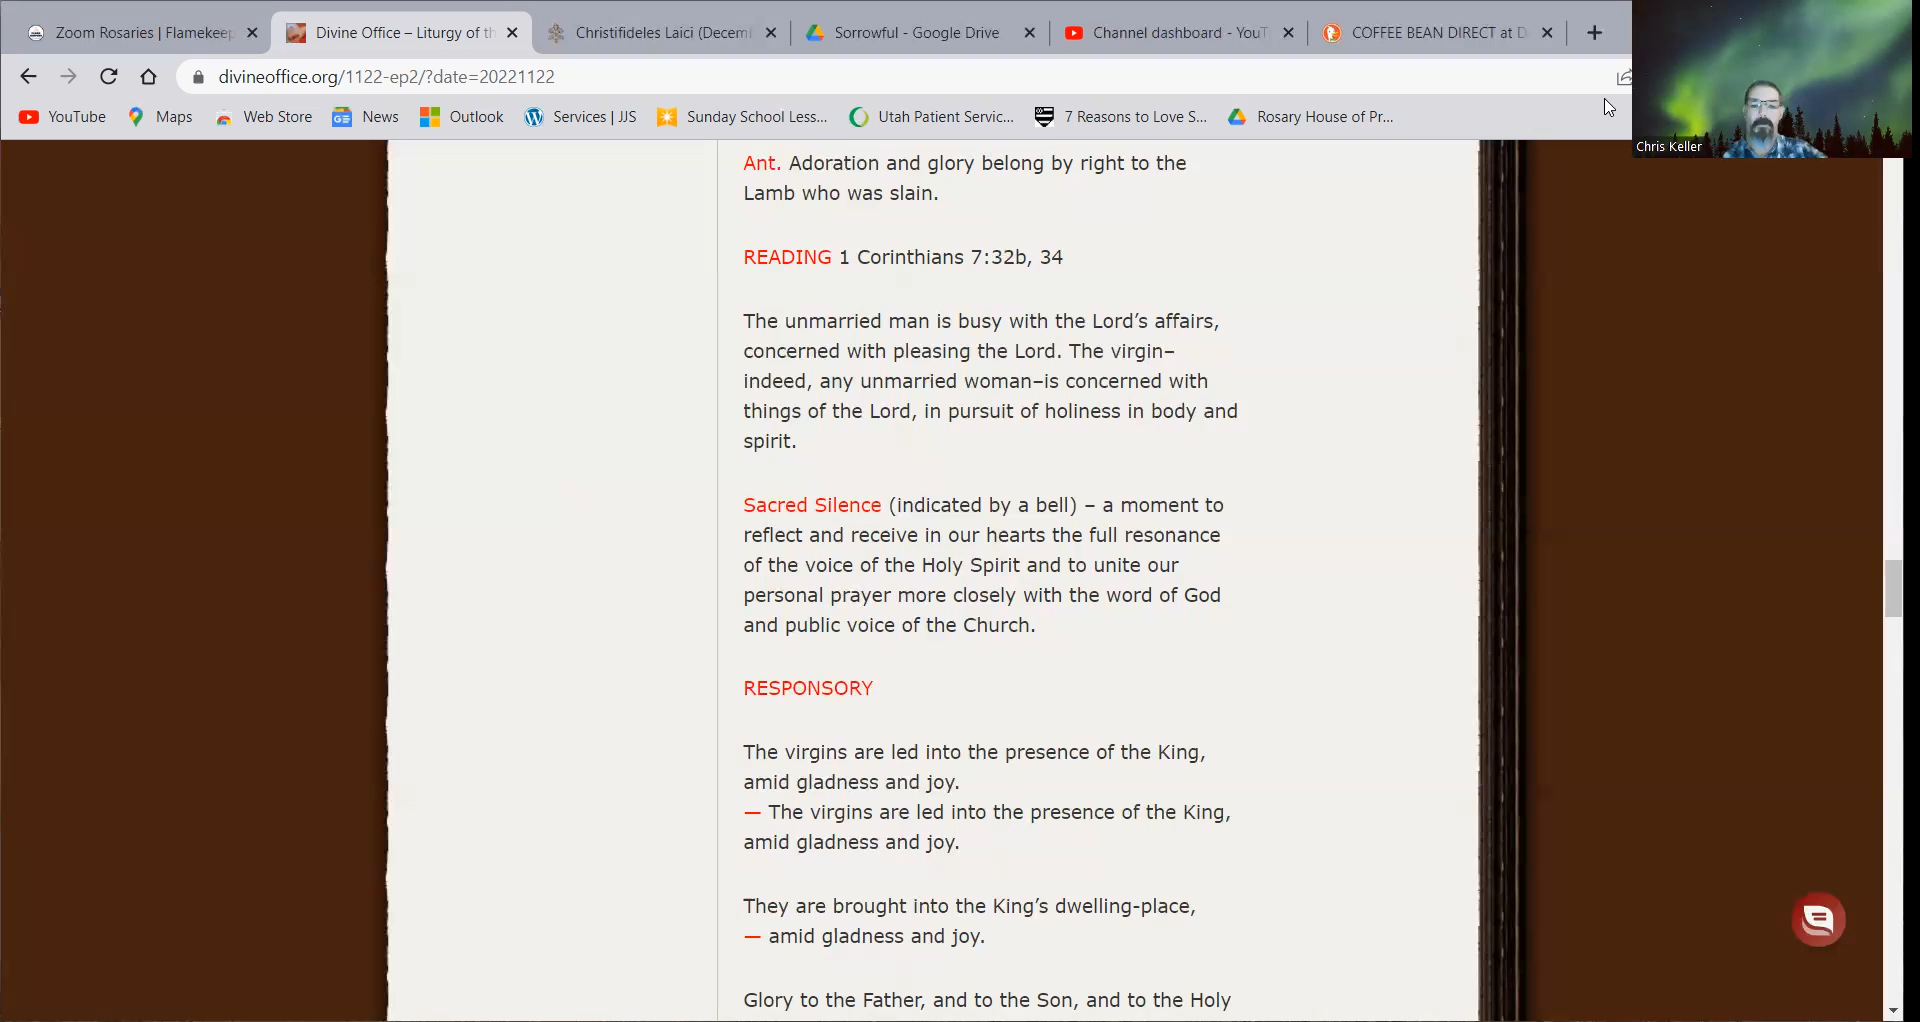 Zoom Rosaries | Flamekeep
Divine Office – Liturgy of th
Christifideles Laici (Decem
Sorrowful - Google Drive
Channel dashboard - YouT
COFFEE BEAN DIRECT at D
divineoffice.org/1122-ep2/?date=20221122
YouTube
Maps
Web Store
News
Outlook
Services | JJS
Sunday School Less...
Utah Patient Servic...
7 Reasons to Love S...
Rosary House of Pr...
Chris Keller
Ant. Adoration and glory belong by right to the
Lamb who was slain.
READING 1 Corinthians 7:32b, 34
The unmarried man is busy with the Lord’s affairs,
concerned with pleasing the Lord. The virgin–
indeed, any unmarried woman–is concerned with
things of the Lord, in pursuit of holiness in body and
spirit.
Sacred Silence (indicated by a bell) – a moment to
reflect and receive in our hearts the full resonance
of the voice of the Holy Spirit and to unite our
personal prayer more closely with the word of God
and public voice of the Church.
RESPONSORY
The virgins are led into the presence of the King,
amid gladness and joy.
— The virgins are led into the presence of the King,
amid gladness and joy.
They are brought into the King’s dwelling-place,
— amid gladness and joy.
Glory to the Father, and to the Son, and to the Holy